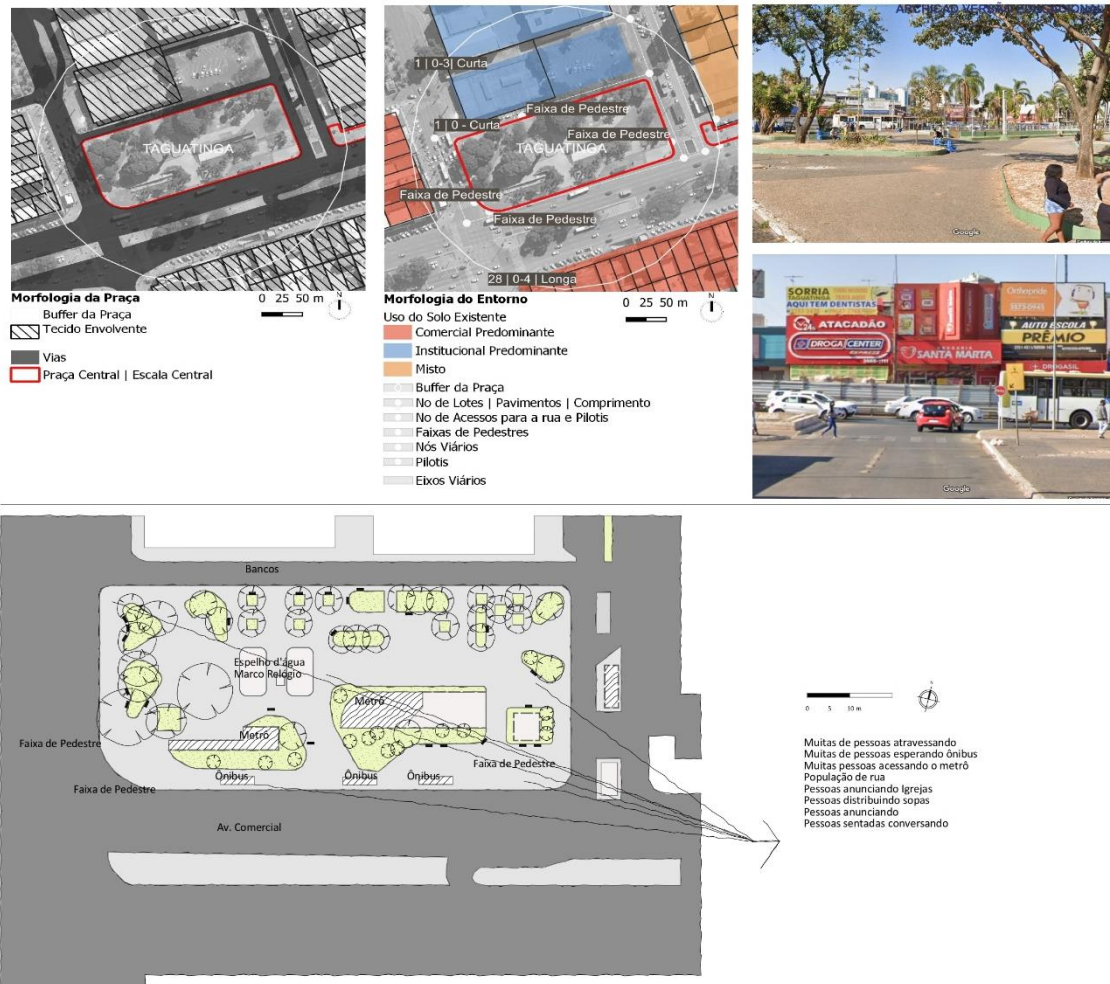 TAGUATINGA
Morfologia da Praça
0 25 50 m
N
Buffer da Praça
Tecido Envolvente
Vias
Praça Central | Escala Central
1 | 0-3| Curta
Faixa de Pedestre
1 | 0 - Curta
Faixa de Pedestre
TAGUATINGA
Faixa de Pedestre
Faixa de Pedestre
28 | 0-4 | Longa
Morfologia do Entorno
0 25 50 m
N
Uso do Solo Existente
Comercial Predominante
Institucional Predominante
Misto
Buffer da Praça
No de Lotes | Pavimentos | Comprimento
No de Acessos para a rua e Pilotis
Faixas de Pedestres
Nós Viários
Pilotis
Eixos Viários
Google
SORRIA
TAGUATINGA
AQUI TEM DENTISTAS
24h ATACADÃO
DROGACENTER
EXPRESS
SANTA MARTA
Orthopride
AUTO ESCOLA
PRÊMIO
DROGASIL
Google
Bancos
Espelho d'água
Marco Relógio
Metrô
Metrô
Faixa de Pedestre
Faixa de Pedestre
Ônibus
Ônibus
Ônibus
Faixa de Pedestre
Av. Comercial
0 5 10 m
Muitas de pessoas atravessando
Muitas de pessoas esperando ônibus
Muitas pessoas acessando o metrô
População de rua
Pessoas anunciando Igrejas
Pessoas distribuindo sopas
Pessoas anunciando
Pessoas sentadas conversando